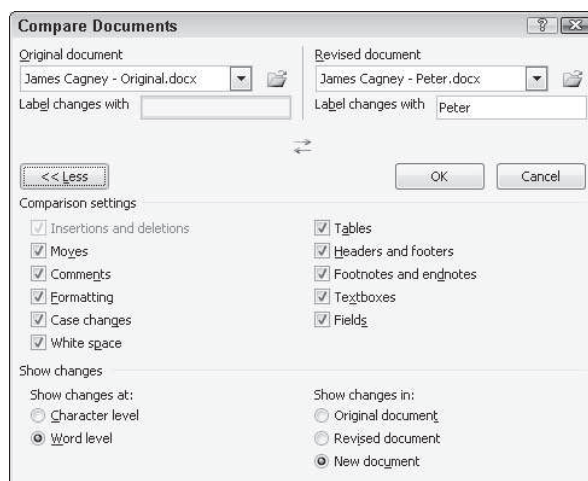 Compare Documents
Original document
James Cagney - Original.docx
Label changes with
Revised document
James Cagney - Peter.docx
Label changes with Peter
<< Less
OK
Cancel
Comparison settings
Insertions and deletions
Moves
Comments
Formatting
Case changes
White space
Tables
Headers and footers
Footnotes and endnotes
Textboxes
Fields
Show changes
Show changes at:
Character level
Word level
Show changes in:
Original document
Revised document
New document